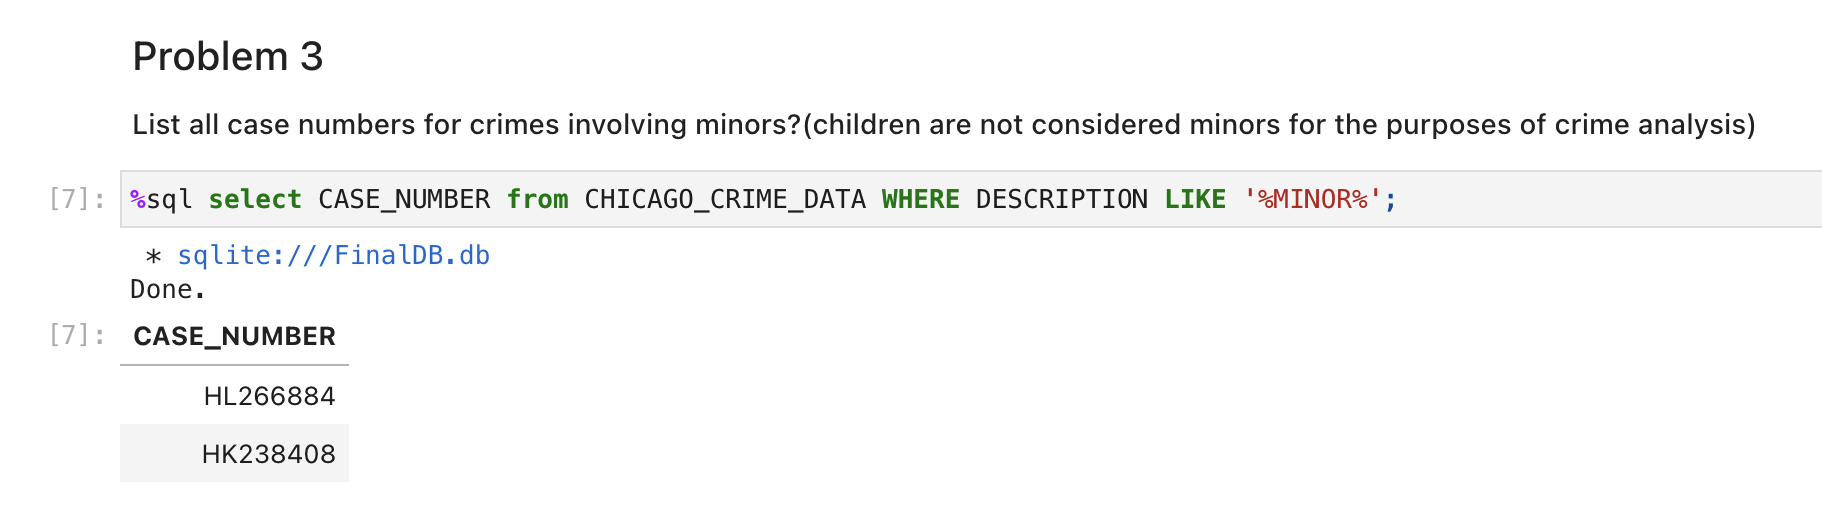 Problem 3
List all case numbers for crimes involving minors?(children are not considered minors for the purposes of crime analysis)
[7]: %sql select CASE_NUMBER from CHICAGO_CRIME_DATA WHERE DESCRIPTION LIKE '%MINOR%';
* sqlite:///FinalDB.db
Done.
[7]: CASE_NUMBER
HL266884
HK238408